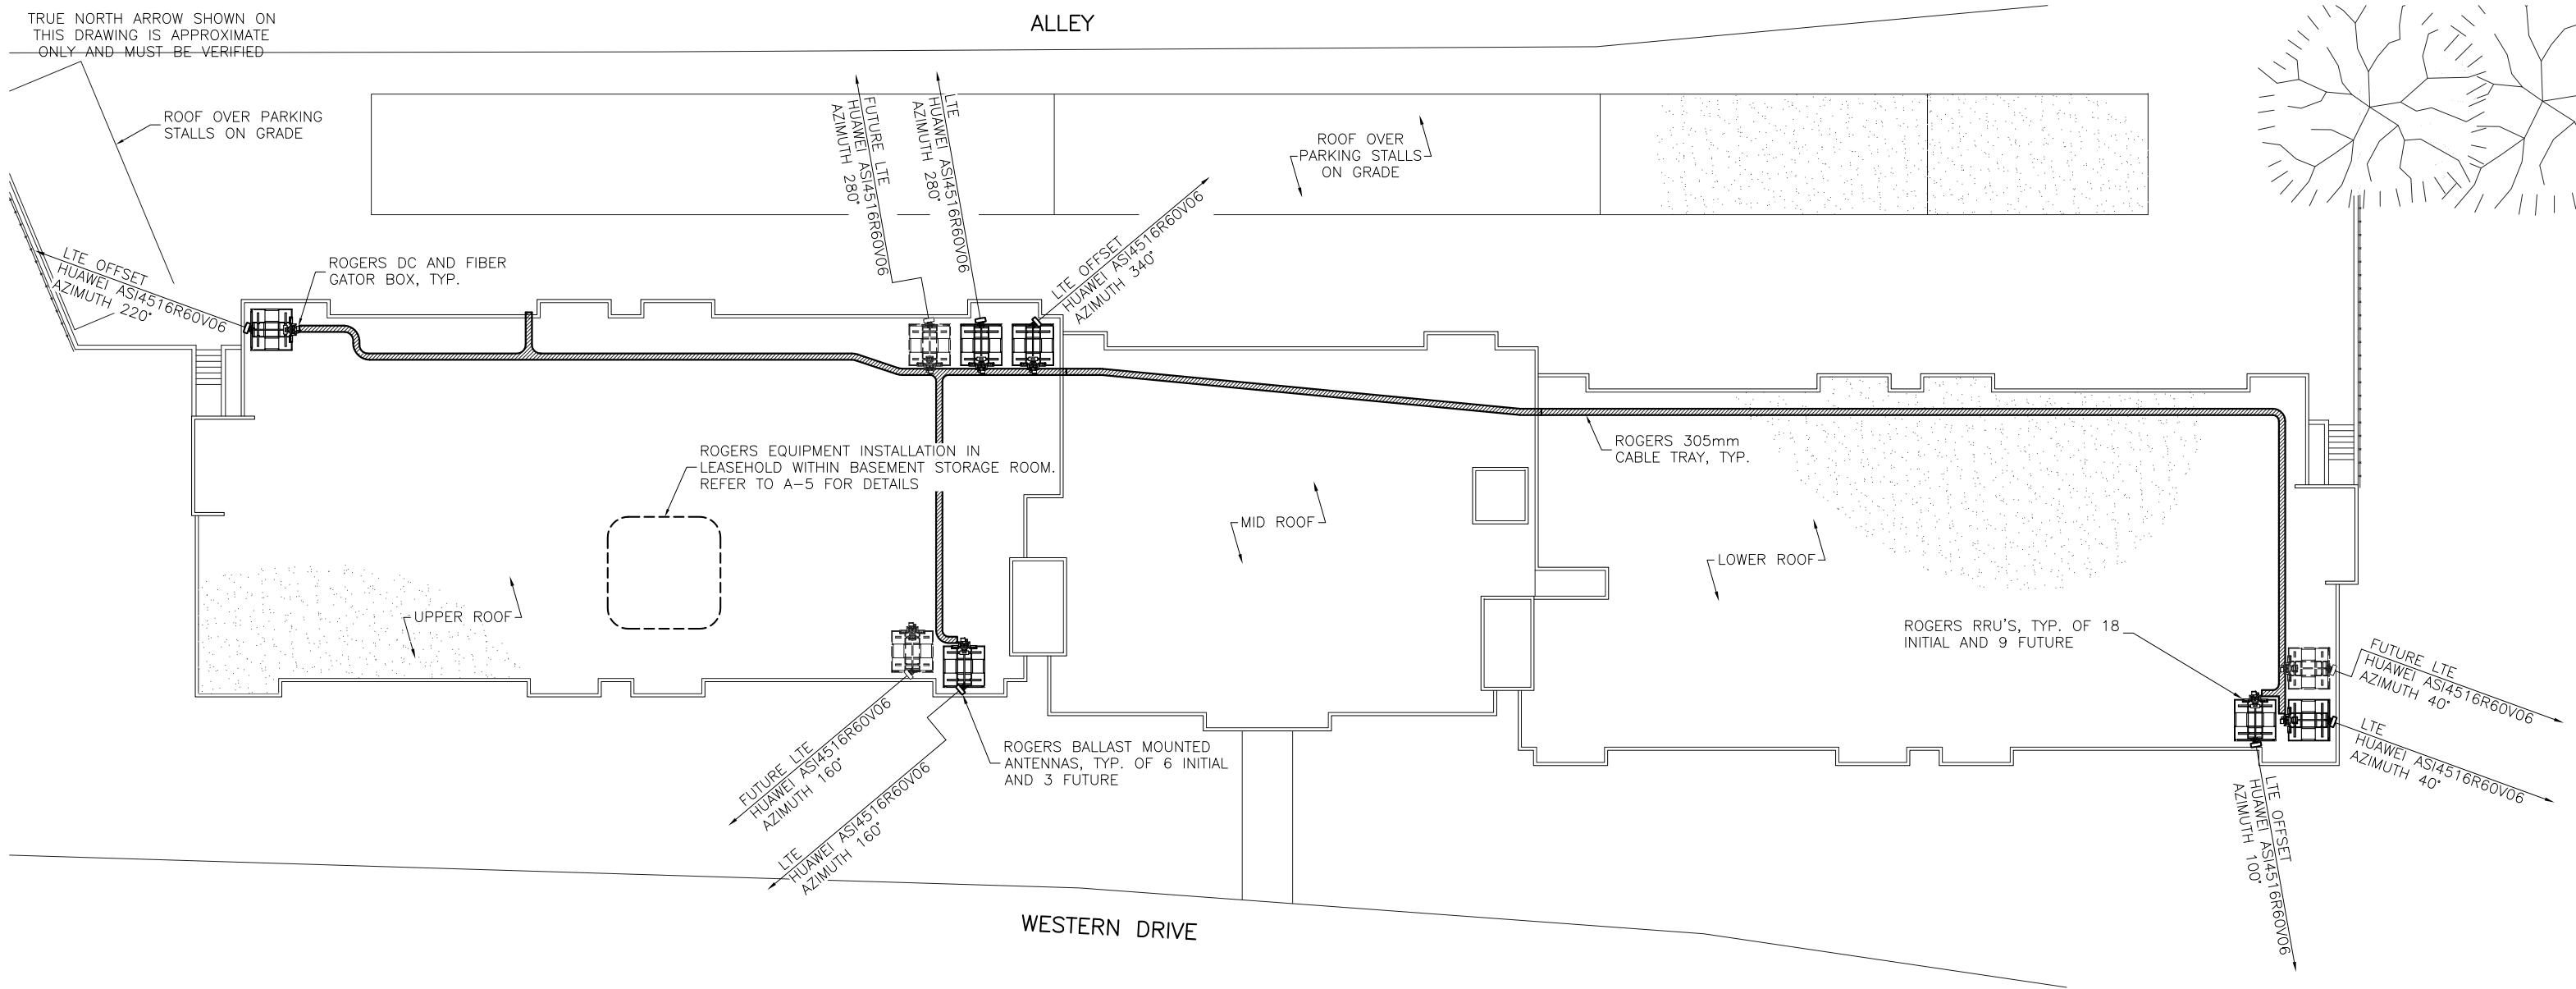 TRUE NORTH ARROW SHOWN ON
THIS DRAWING IS APPROXIMATE
ONLY AND MUST BE VERIFIED
ALLEY
ROOF OVER PARKING
STALLS ON GRADE
FUTURE LTE
HUAWEI ASI4516R60V06
AZIMUTH 280°
LTE
HUAWEI ASI4516R60V06
AZIMUTH 280°
LTE OFFSET
HUAWEI ASI4516R60V06
AZIMUTH 340°
ROOF OVER
PARKING STALLS
ON GRADE
LTE OFFSET
HUAWEI ASI4516R60V06
AZIMUTH 220°
ROGERS DC AND FIBER
GATOR BOX, TYP.
ROGERS EQUIPMENT INSTALLATION IN
LEASEHOLD WITHIN BASEMENT STORAGE ROOM.
REFER TO A-5 FOR DETAILS
ROGERS 305mm
CABLE TRAY, TYP.
MID ROOF
LOWER ROOF
UPPER ROOF
ROGERS RRU'S, TYP. OF 18
INITIAL AND 9 FUTURE
FUTURE LTE
HUAWEI ASI4516R60V06
AZIMUTH 40°
LTE
HUAWEI ASI4516R60V06
AZIMUTH 40°
FUTURE LTE
HUAWEI ASI4516R60V06
AZIMUTH 160°
LTE
HUAWEI ASI4516R60V06
AZIMUTH 160°
ROGERS BALLAST MOUNTED
ANTENNAS, TYP. OF 6 INITIAL
AND 3 FUTURE
LTE OFFSET
HUAWEI ASI4516R60V06
AZIMUTH 100°
WESTERN DRIVE